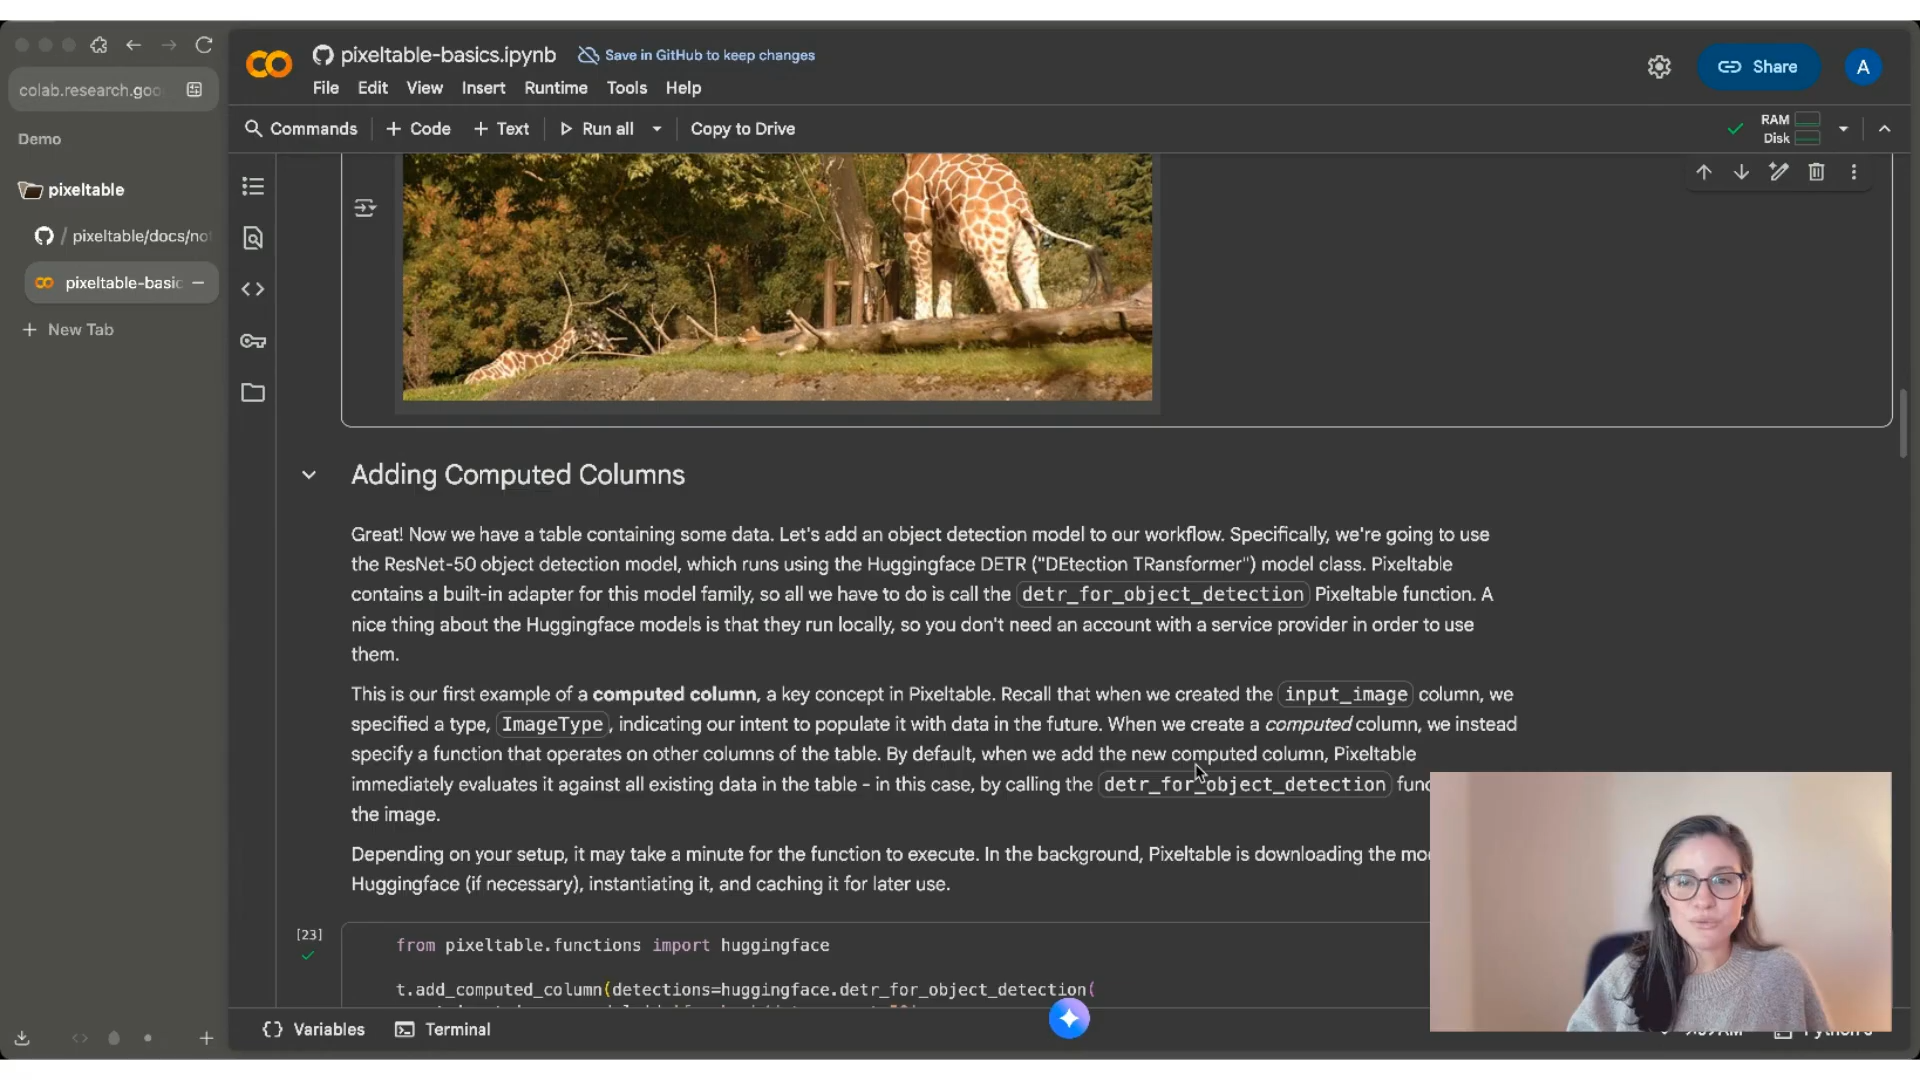 pixeltable-basics.ipynb
Save in GitHub to keep changes
Share
A
colab.research.goo
File Edit View Insert Runtime Tools Help
Commands + Code + Text Run all Copy to Drive
RAM
Disk
Demo
pixeltable
/ pixeltable/docs/not
pixeltable-basic
+ New Tab
Adding Computed Columns
Great! Now we have a table containing some data. Let's add an object detection model to our workflow. Specifically, we're going to use
the ResNet-50 object detection model, which runs using the Huggingface DETR ("DEtection TRansformer") model class. Pixeltable
contains a built-in adapter for this model family, so all we have to do is call the detr_for_object_detection Pixeltable function. A
nice thing about the Huggingface models is that they run locally, so you don't need an account with a service provider in order to use
them.
This is our first example of a computed column, a key concept in Pixeltable. Recall that when we created the input_image column, we
specified a type, ImageType, indicating our intent to populate it with data in the future. When we create a computed column, we instead
specify a function that operates on other columns of the table. By default, when we add the new computed column, Pixeltable
immediately evaluates it against all existing data in the table - in this case, by calling the detr_for_object_detection func
the image.
Depending on your setup, it may take a minute for the function to execute. In the background, Pixeltable is downloading the mo
Huggingface (if necessary), instantiating it, and caching it for later use.
[23]
from pixeltable.functions import huggingface
t.add_computed_column(detections=huggingface.detr_for_object_detection(
{} Variables Terminal